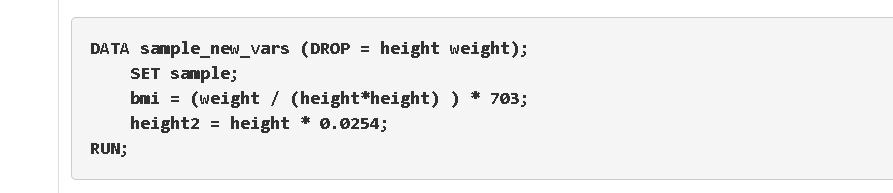 DATA sample_new_vars (DROP = height weight);
    SET sample;
    bmi = (weight / (height*height) ) * 703;
    height2 = height * 0.0254;
RUN;